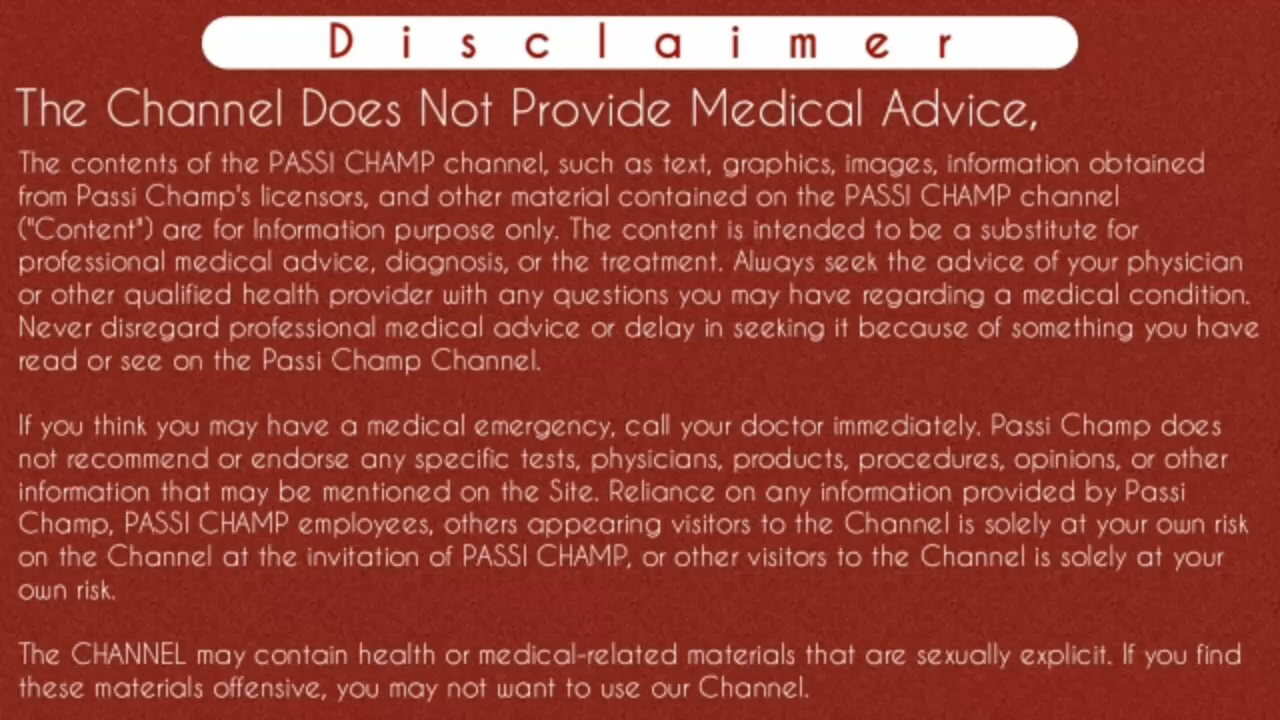 Disclaimer
The Channel Does Not Provide Medical Advice,
The contents of the PASSI CHAMP channel, such as text, graphics, images, information obtained
from Passi Champ's licensors, and other material contained on the PASSI CHAMP channel
("Content") are for Information purpose only. The content is intended to be a substitute for
professional medical advice, diagnosis, or the treatment. Always seek the advice of your physician
or other qualified health provider with any questions you may have regarding a medical condition.
Never disregard professional medical advice or delay in seeking it because of something you have
read or see on the Passi Champ Channel.
If you think you may have a medical emergency, call your doctor immediately. Passi Champ does
not recommend or endorse any specific tests, physicians, products, procedures, opinions, or other
information that may be mentioned on the Site. Reliance on any information provided by Passi
Champ, PASSI CHAMP employees, others appearing visitors to the Channel is solely at your own risk
on the Channel at the invitation of PASSI CHAMP, or other visitors to the Channel is solely at your
own risk.
The CHANNEL may contain health or medical-related materials that are sexually explicit. If you find
these materials offensive, you may not want to use our Channel.